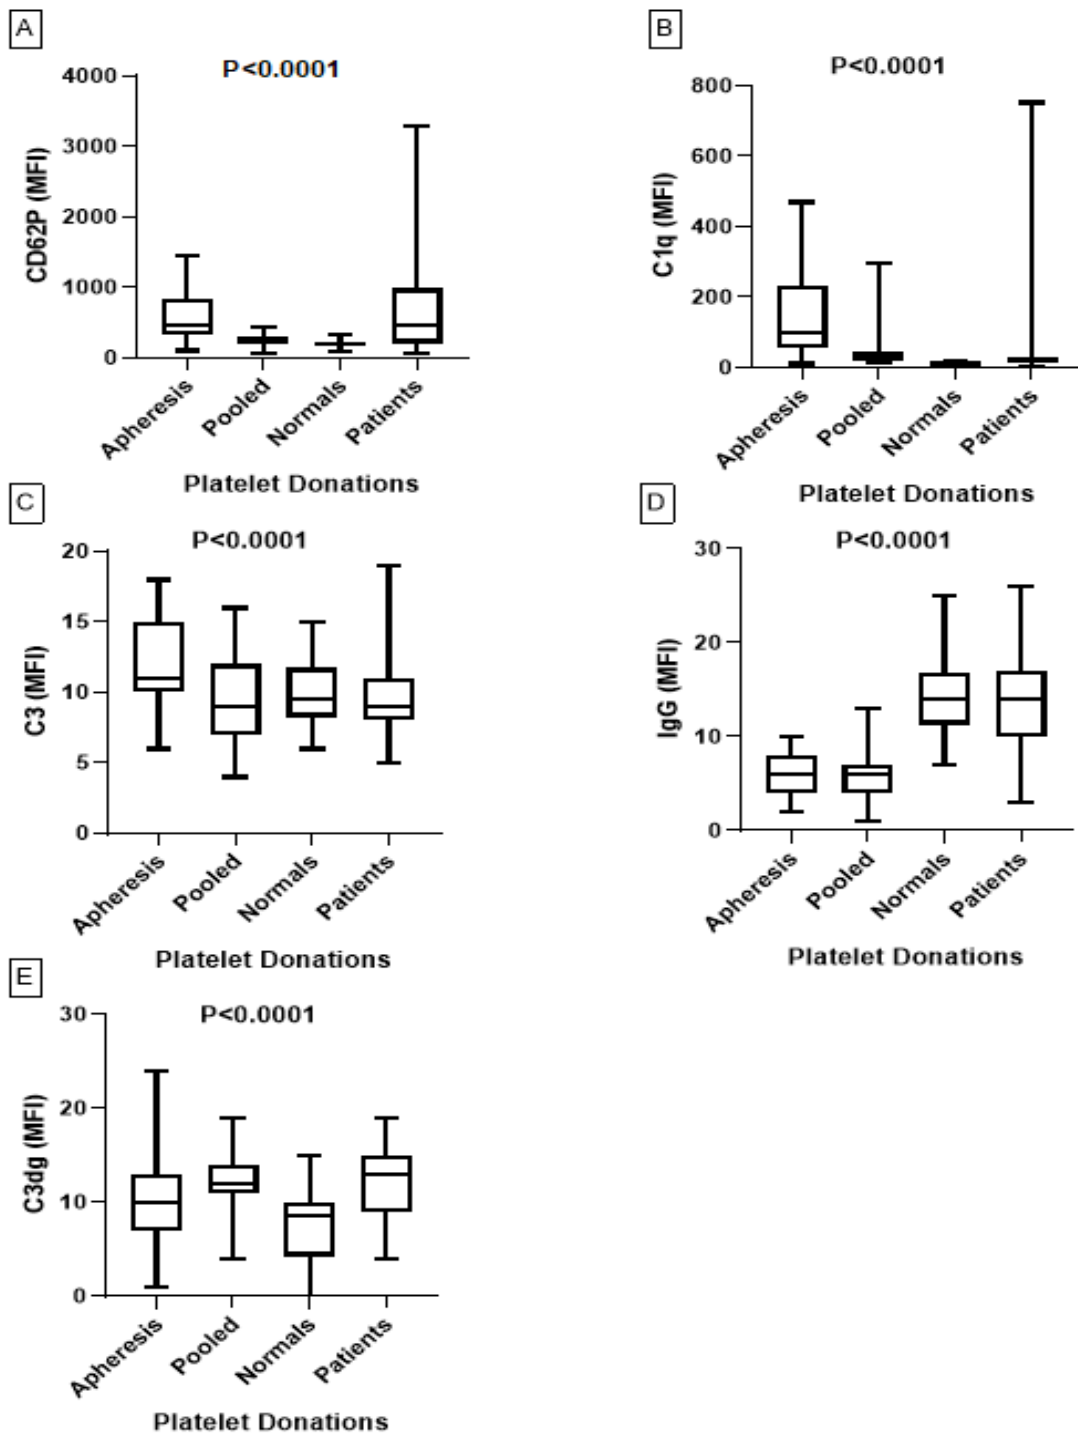 A
P<0.0001
CD62P (MFI)
4000
3000
2000
1000
0
Apheresis
Pooled
Normals
Patients
Platelet Donations
B
P<0.0001
C1q (MFI)
800
600
400
200
0
Apheresis
Pooled
Normals
Patients
Platelet Donations
C
P<0.0001
C3 (MFI)
20
15
10
5
0
Apheresis
Pooled
Normals
Patients
Platelet Donations
D
P<0.0001
IgG (MFI)
30
20
10
0
Apheresis
Pooled
Normals
Patients
Platelet Donations
E
P<0.0001
C3dg (MFI)
30
20
10
0
Apheresis
Pooled
Normals
Patients
Platelet Donations